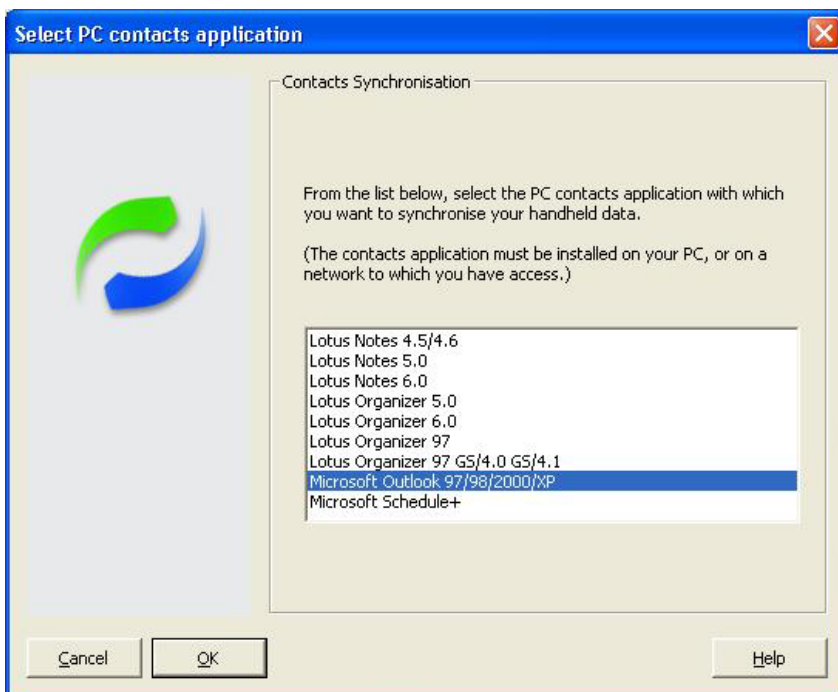 Select PC contacts application
Contacts Synchronisation
From the list below, select the PC contacts application with which
you want to synchronise your handheld data.
(The contacts application must be installed on your PC, or on a
network to which you have access.)
Lotus Notes 4.5/4.6
Lotus Notes 5.0
Lotus Notes 6.0
Lotus Organizer 5.0
Lotus Organizer 6.0
Lotus Organizer 97
Lotus Organizer 97 GS/4.0 GS/4.1
Microsoft Outlook 97/98/2000/XP
Microsoft Schedule+
Cancel OK Help